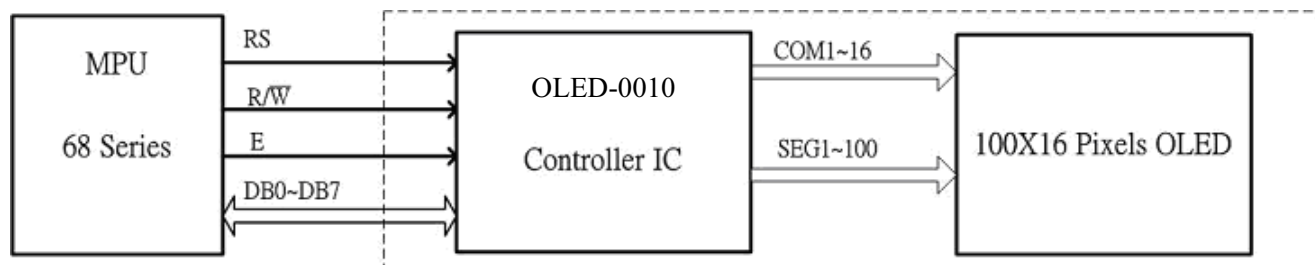 MPU
68 Series
RS
R/W̅
E
DB0~DB7
OLED-0010
Controller IC
COM1~16
SEG1~100
100X16 Pixels OLED